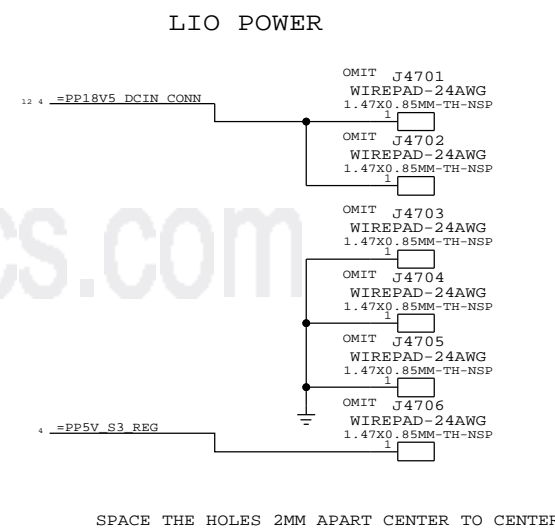 LIO POWER
OMIT J4701
WIREPAD-24AWG
12 4 =PP18V5_DCIN_CONN
1.47X0.85MM-TH-NSP
1
OMIT J4702
WIREPAD-24AWG
1.47X0.85MM-TH-NSP
1
OMIT J4703
WIREPAD-24AWG
1.47X0.85MM-TH-NSP
1
cs.com
OMIT J4704
WIREPAD-24AWG
1.47X0.85MM-TH-NSP
1
OMIT J4705
WIREPAD-24AWG
1.47X0.85MM-TH-NSP
1
OMIT J4706
WIREPAD-24AWG
4 =PP5V_S3_REG
1.47X0.85MM-TH-NSP
1
SPACE THE HOLES 2MM APART CENTER TO CENTER